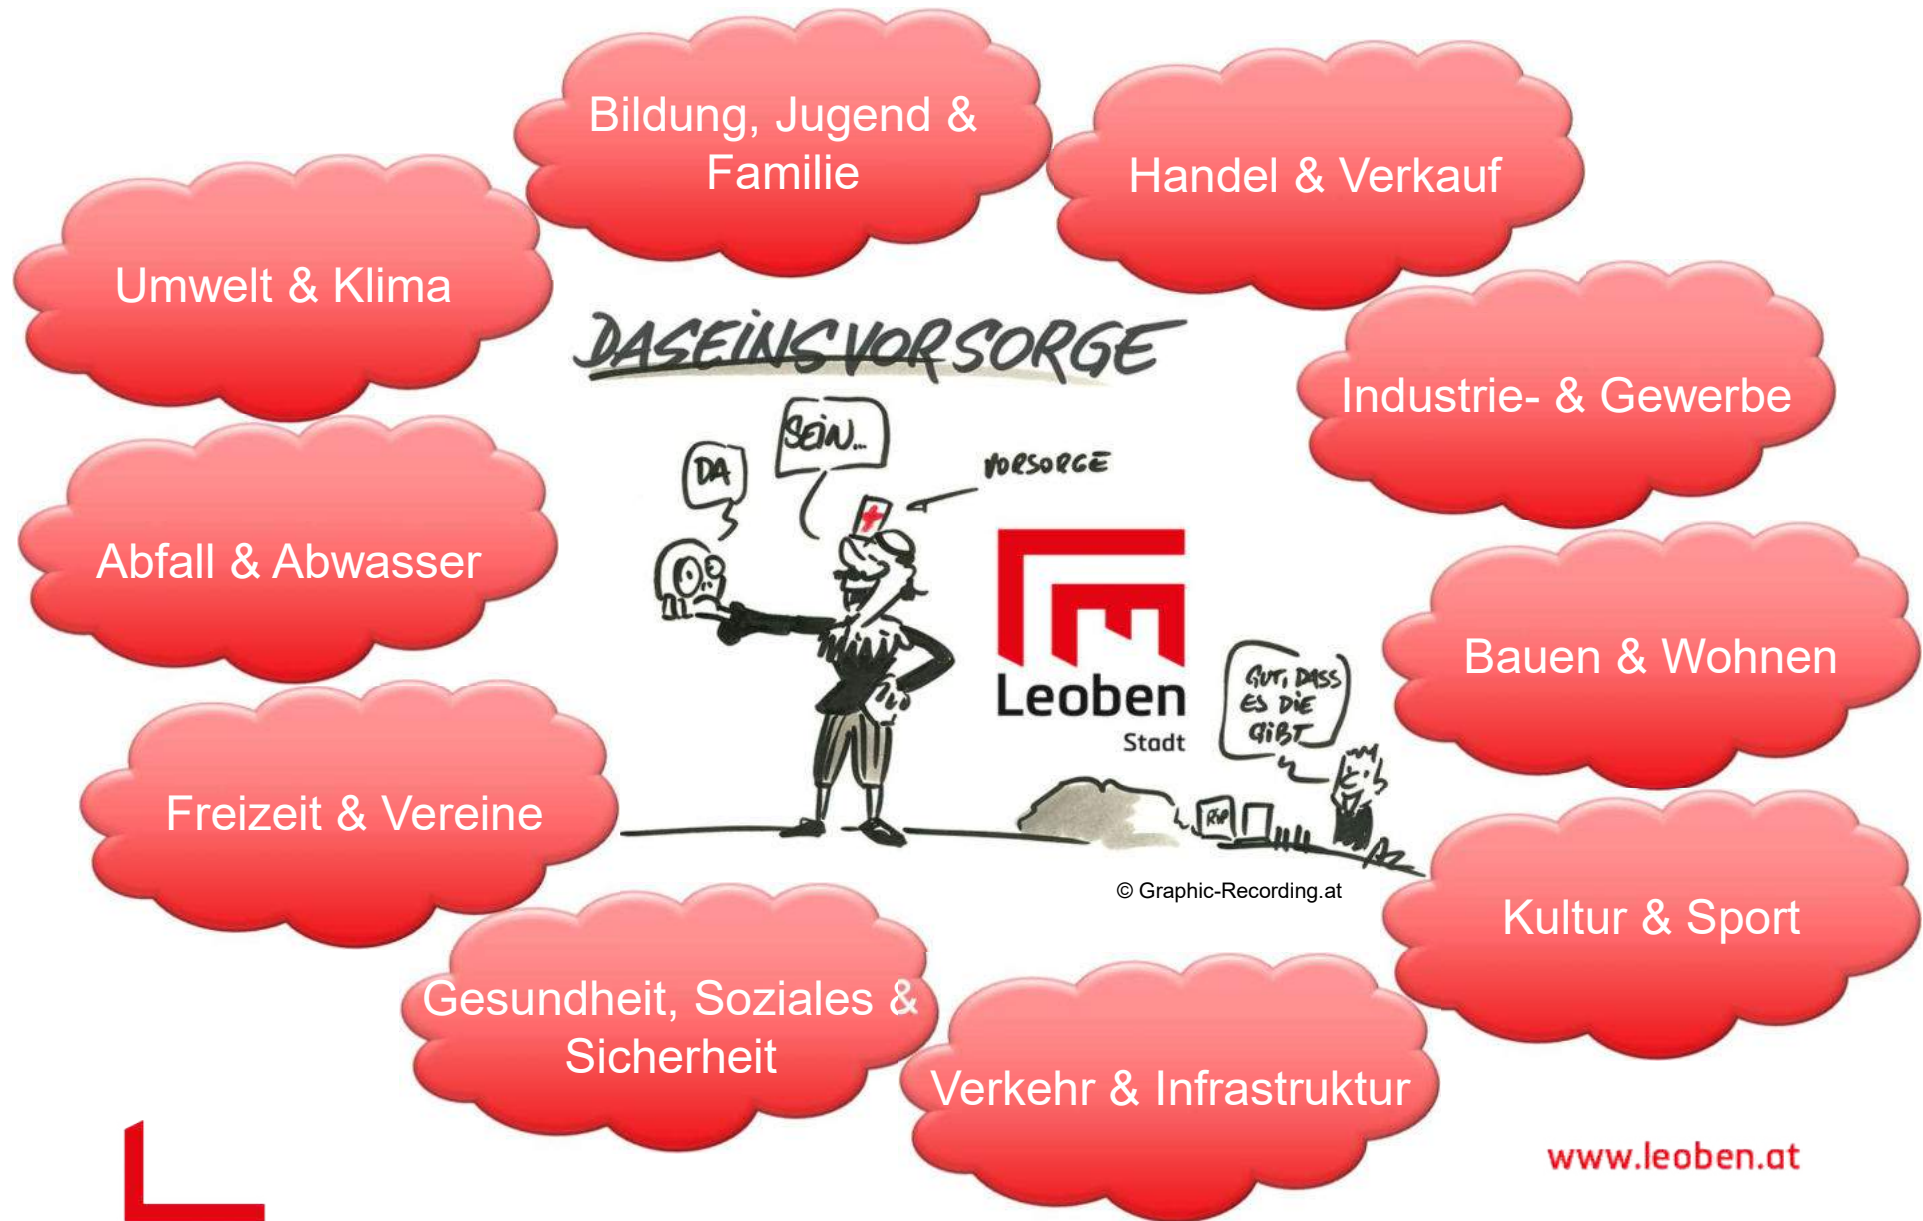 Bildung, Jugend &
Familie
Handel & Verkauf
Umwelt & Klima
DASEINSVORSORGE
Industrie- & Gewerbe
SEIN...
DA
VORSORGE
Abfall & Abwasser
Bauen & Wohnen
Leoben
Stadt
GUT, DASS
ES DIE
GIBT
Freizeit & Vereine
RIP
© Graphic-Recording.at
Kultur & Sport
Gesundheit, Soziales &
Sicherheit
Verkehr & Infrastruktur
www.leoben.at